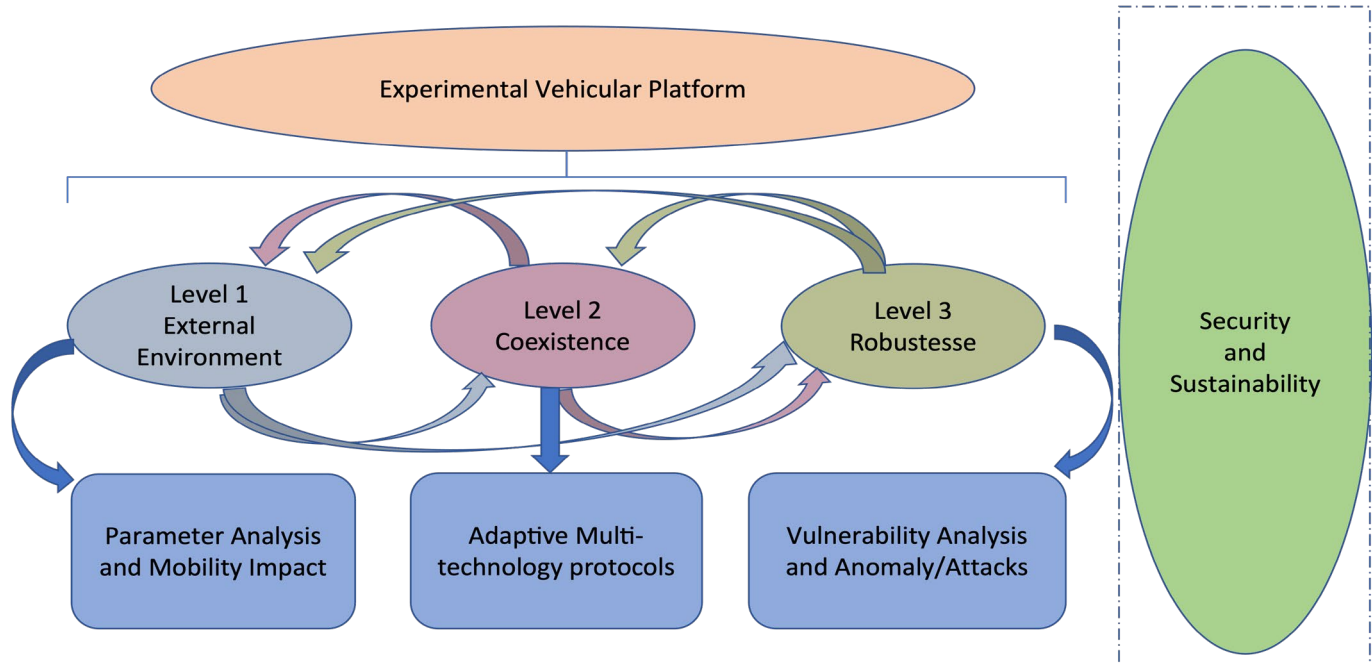 Experimental Vehicular Platform
Level 1
External
Environment
Level 2
Coexistence
Level 3
Robustesse
Security
and
Sustainability
Parameter Analysis
and Mobility Impact
Adaptive Multi-
technology protocols
Vulnerability Analysis
and Anomaly/Attacks